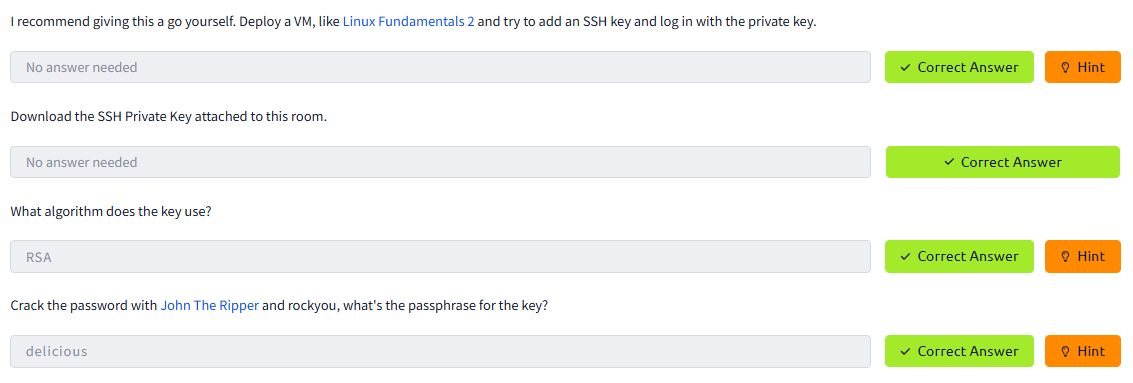 I recommend giving this a go yourself. Deploy a VM, like Linux Fundamentals 2 and try to add an SSH key and log in with the private key.
No answer needed
Correct Answer
Hint
Download the SSH Private Key attached to this room.
No answer needed
Correct Answer
What algorithm does the key use?
RSA
Correct Answer
Hint
Crack the password with John The Ripper and rockyou, what's the passphrase for the key?
delicious
Correct Answer
Hint